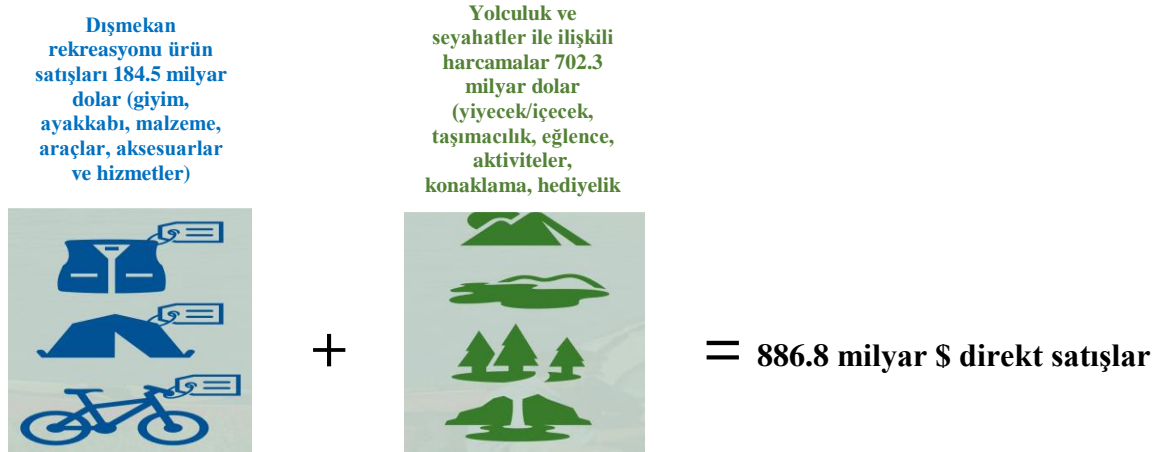 Dışmekan
rekreasyonu ürün
satışları 184.5 milyar
dolar (giyim,
ayakkabı, malzeme,
araçlar, aksesuarlar
ve hizmetler)
Yolculuk ve
seyahatler ile ilişkili
harcamalar 702.3
milyar dolar
(yiyecek/içecek,
taşımacılık, eğlence,
aktiviteler,
konaklama, hediyelik
+
= 886.8 milyar $ direkt satışlar